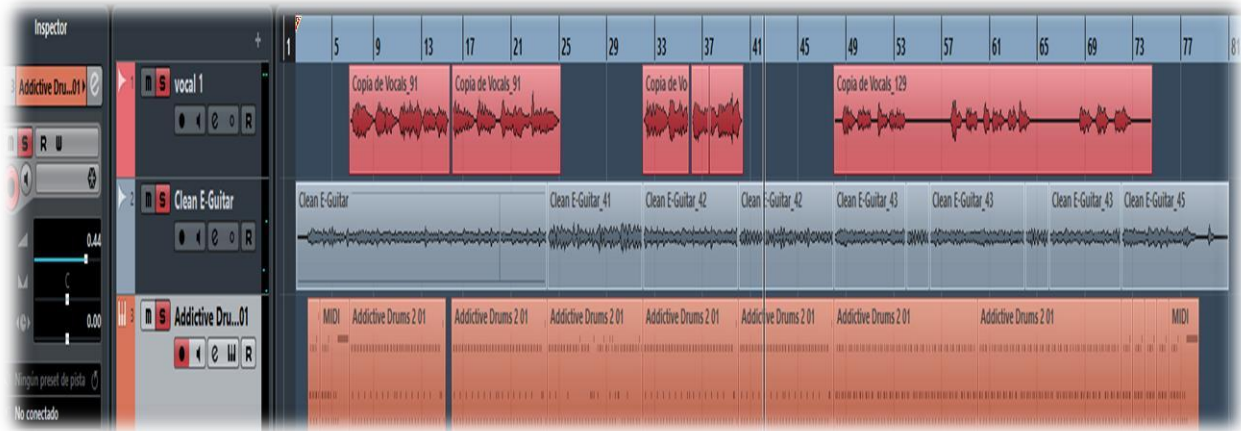 Inspector
Addictive Dru...01
S R
0.44
C
0.00
Ningún preset de pista
No conectado
+
1 5 9 13 17 21 25 29 33 37 41 45 49 53 57 61 65 69 73 77 81
1 m S vocal 1
e R
Copia de Vocals_91 Copia de Vocals_91 Copia de Vo Copia de Vocals_129
2 m S Clean E-Guitar
e R
Clean E-Guitar Clean E-Guitar_41 Clean E-Guitar_42 Clean E-Guitar_42 Clean E-Guitar_43 Clean E-Guitar_43 Clean E-Guitar_43 Clean E-Guitar_45
3 m S Addictive Dru...01
e R
MIDI Addictive Drums 2 01 Addictive Drums 2 01 Addictive Drums 2 01 Addictive Drums 2 01 Addictive Drums 2 01 Addictive Drums 2 01 Addictive Drums 2 01 MIDI